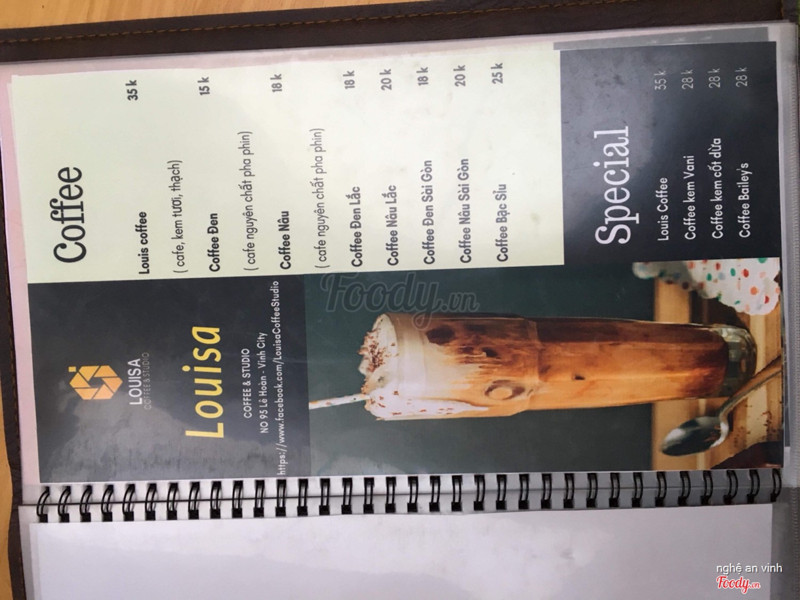 LOUISA
COFFEE & STUDIO
Louisa
COFFEE & STUDIO
NO 95 Lê Hoàn - Vinh City
https://www.facebook.com/LouisaCoffeeStudio
Coffee
Louis coffee 35 k
( cafe, kem tươi, thạch)
Coffee Đen 15 k
( cafe nguyên chất pha phin)
Coffee Nâu 18 k
( cafe nguyên chất pha phin)
Coffee Đen Lắc 18 k
Coffee Nâu Lắc 20 k
Coffee Đen Sài Gòn 18 k
Coffee Nâu Sài Gòn 20 k
Coffee Bạc Sỉu 25 k
Special
Louis Coffee 35 k
Coffee kem Vani 28 k
Coffee kem cốt dừa 28 k
Coffee Bailey's 28 k
Foody.vn
nghệ an vinh
Foody.vn